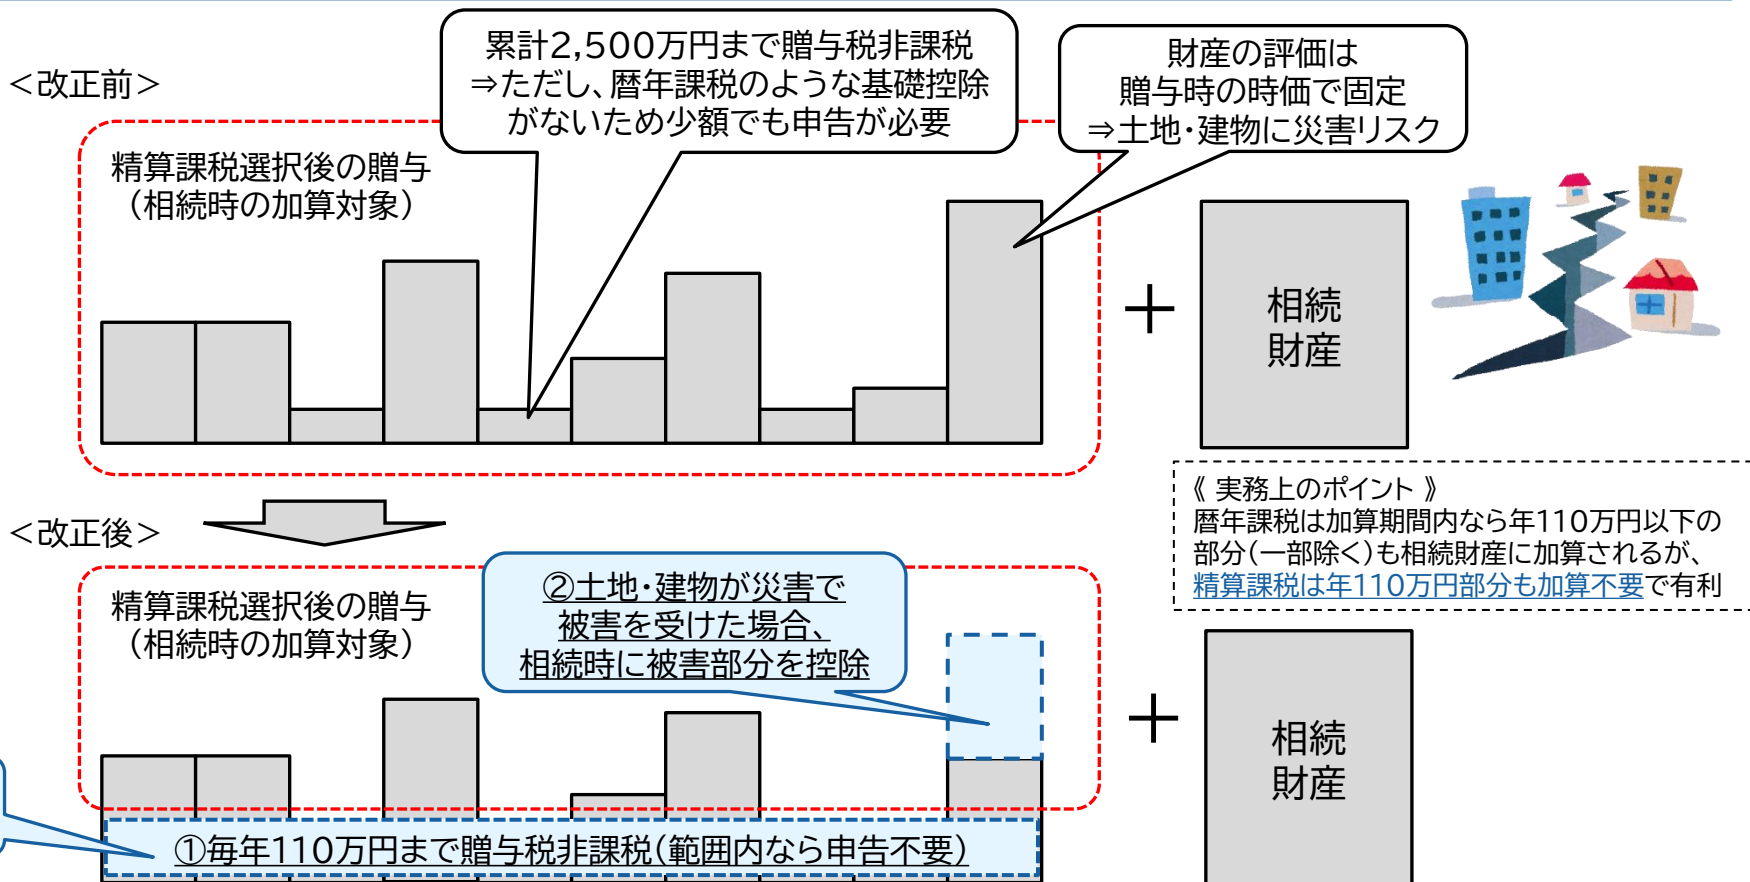 <改正前>
累計2,500万円まで贈与税非課税
⇒ただし、暦年課税のような基礎控除
がないため少額でも申告が必要
財産の評価は
贈与時の時価で固定
⇒土地・建物に災害リスク
精算課税選択後の贈与
(相続時の加算対象)
+
相続
財産
《 実務上のポイント 》
暦年課税は加算期間内なら年110万円以下の
部分(一部除く)も相続財産に加算されるが、
精算課税は年110万円部分も加算不要で有利
<改正後>
精算課税選択後の贈与
(相続時の加算対象)
②土地・建物が災害で
被害を受けた場合、
相続時に被害部分を控除
+
相続
財産
①毎年110万円まで贈与税非課税(範囲内なら申告不要)